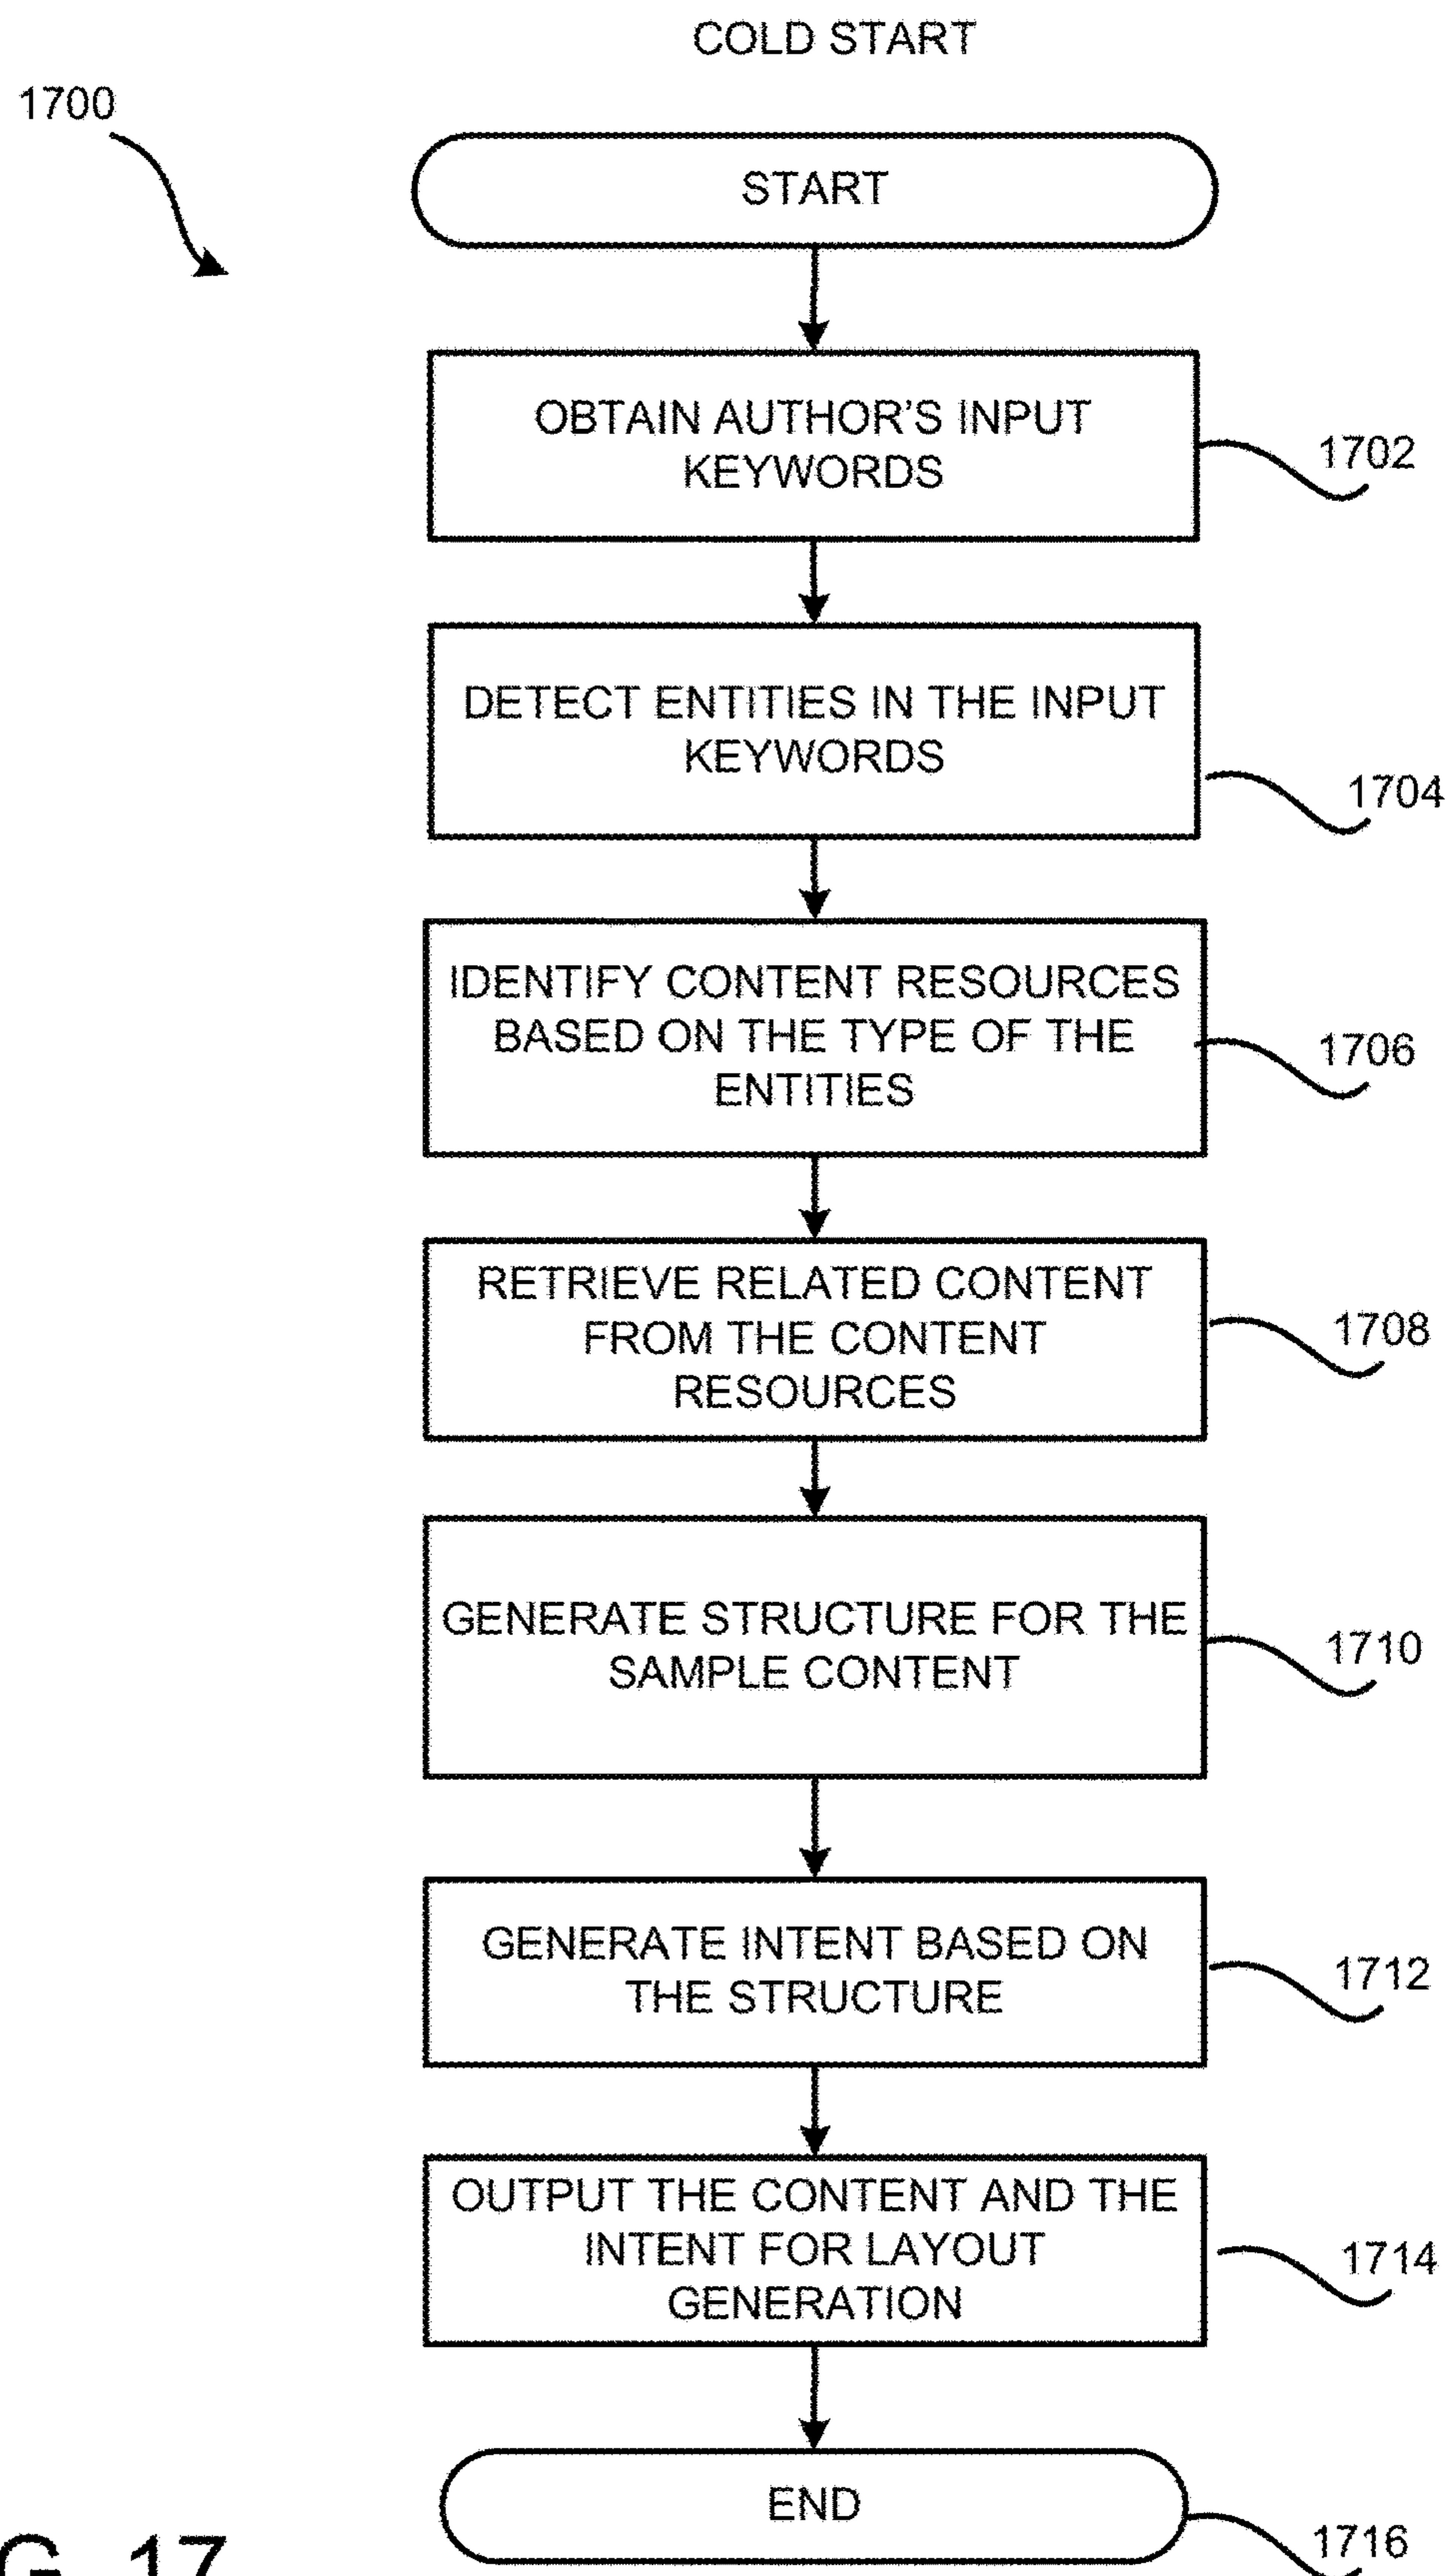 COLD START
1700
START
OBTAIN AUTHOR'S INPUT
KEYWORDS
1702
DETECT ENTITIES IN THE INPUT
KEYWORDS
1704
IDENTIFY CONTENT RESOURCES
BASED ON THE TYPE OF THE
ENTITIES
1706
RETRIEVE RELATED CONTENT
FROM THE CONTENT
RESOURCES
1708
GENERATE STRUCTURE FOR THE
SAMPLE CONTENT
1710
GENERATE INTENT BASED ON
THE STRUCTURE
1712
OUTPUT THE CONTENT AND THE
INTENT FOR LAYOUT
GENERATION
1714
END
1716
G. 17